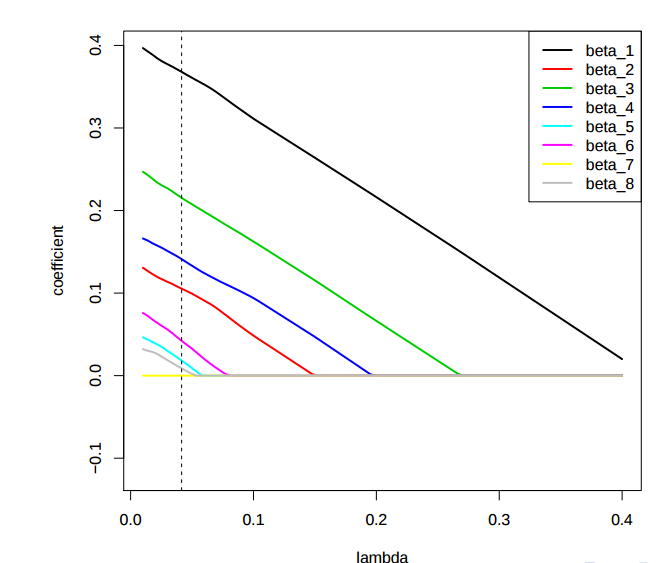 beta_1
beta_2
beta_3
beta_4
beta_5
beta_6
beta_7
beta_8
0.4
0.3
0.2
0.1
0.0
−0.1
coefficient
0.0 0.1 0.2 0.3 0.4
lambda